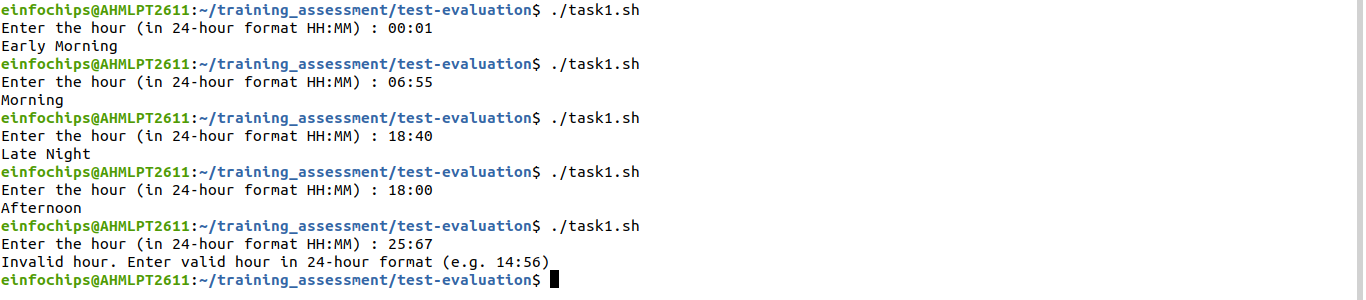 einfochips@AHMLPT2611:~/training_assessment/test-evaluation$ ./task1.sh
Enter the hour (in 24-hour format HH:MM) : 00:01
Early Morning
einfochips@AHMLPT2611:~/training_assessment/test-evaluation$ ./task1.sh
Enter the hour (in 24-hour format HH:MM) : 06:55
Morning
einfochips@AHMLPT2611:~/training_assessment/test-evaluation$ ./task1.sh
Enter the hour (in 24-hour format HH:MM) : 18:40
Late Night
einfochips@AHMLPT2611:~/training_assessment/test-evaluation$ ./task1.sh
Enter the hour (in 24-hour format HH:MM) : 18:00
Afternoon
einfochips@AHMLPT2611:~/training_assessment/test-evaluation$ ./task1.sh
Enter the hour (in 24-hour format HH:MM) : 25:67
Invalid hour. Enter valid hour in 24-hour format (e.g. 14:56)
einfochips@AHMLPT2611:~/training_assessment/test-evaluation$